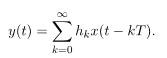 y(t) = \sum_{k=0}^{\infty} h_k x(t - kT).